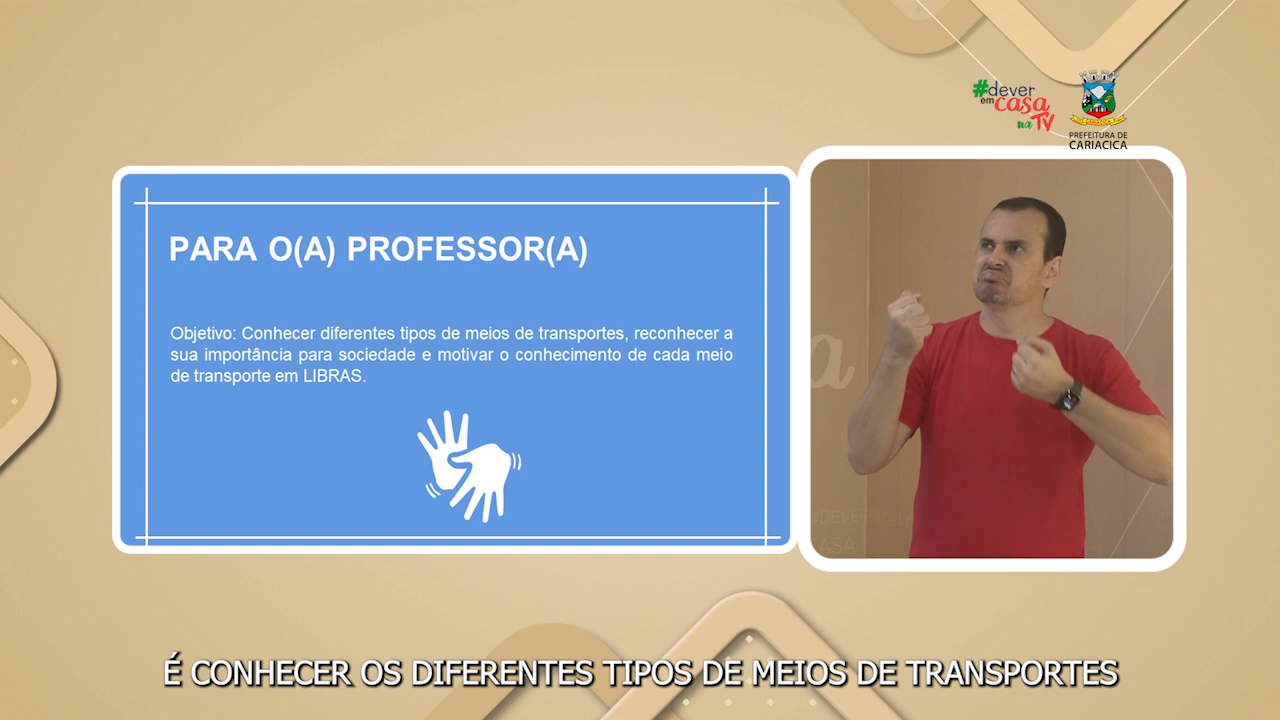 #dever
em casa
na TV
PREFEITURA DE
CARIACICA
PARA O(A) PROFESSOR(A)
Objetivo: Conhecer diferentes tipos de meios de transportes, reconhecer a
sua importância para sociedade e motivar o conhecimento de cada meio
de transporte em LIBRAS.
É CONHECER OS DIFERENTES TIPOS DE MEIOS DE TRANSPORTES